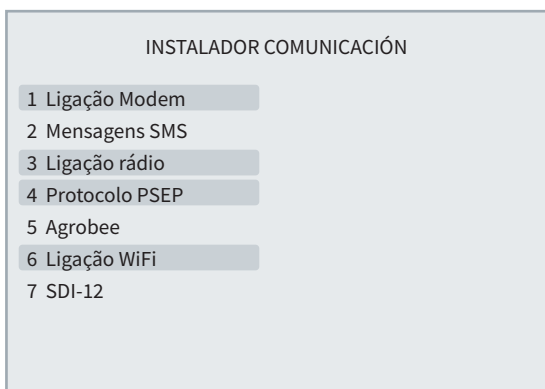 INSTALADOR COMUNICACIÓN
1 Ligação Modem
2 Mensagens SMS
3 Ligação rádio
4 Protocolo PSEP
5 Agrobee
6 Ligação WiFi
7 SDI-12